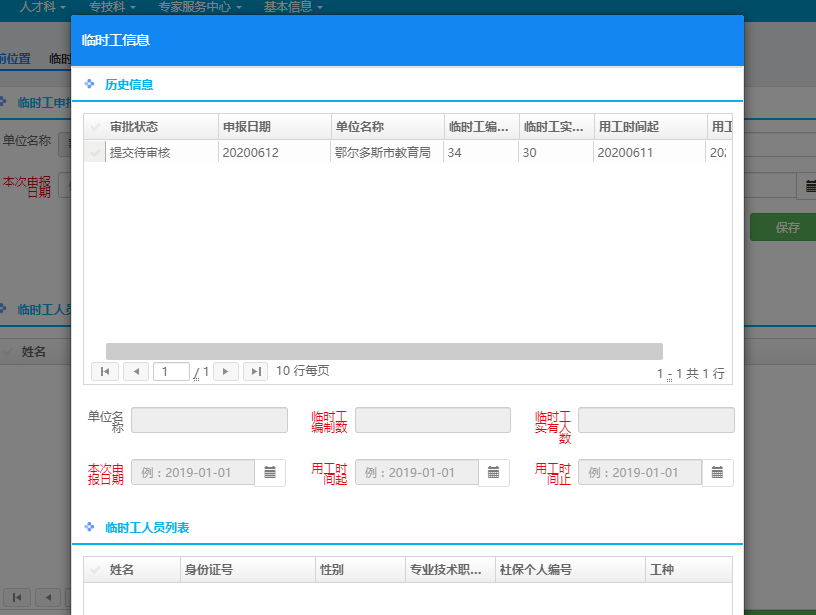 人才科 专技科 专家服务中心 基本信息
临时工信息
前位置 临时
历史信息
临时工申报
审批状态 申报日期 单位名称 临时工编... 临时工实... 用工时间起 用工
单位名称
提交待审核 20200612 鄂尔多斯市教育局 34 30 20200611 202
本次申报
日期
保存
临时工人员
姓名
1 / 1 10 行每页
1 - 1 共 1 行
单位名
称
临时工
编制数
临时工
实有人
数
本次申
报日期
例：2019-01-01
用工时
间起
例：2019-01-01
用工时
间止
例：2019-01-01
临时工人员列表
姓名 身份证号 性别 专业技术职... 社保个人编号 工种